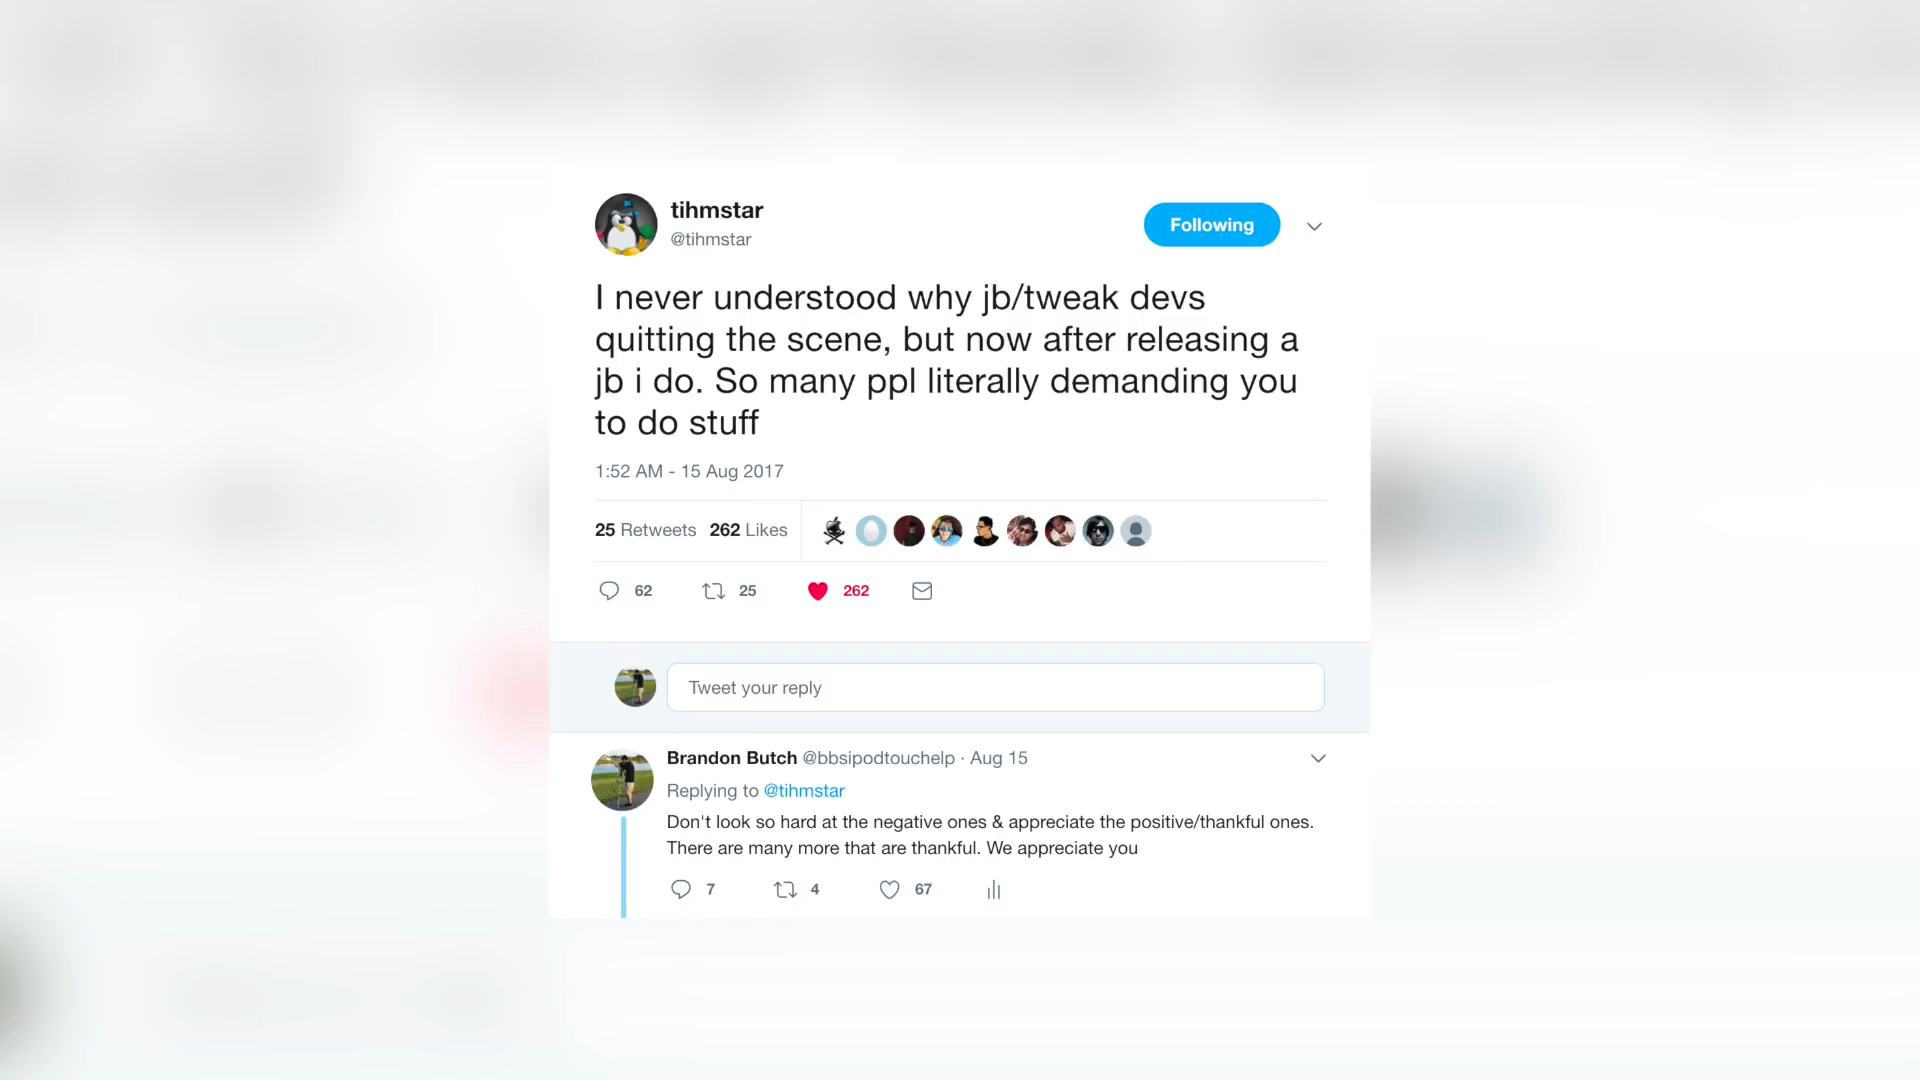 tihmstar
@tihmstar
Following
I never understood why jb/tweak devs
quitting the scene, but now after releasing a
jb i do. So many ppl literally demanding you
to do stuff
1:52 AM - 15 Aug 2017
25 Retweets 262 Likes
62 25 262
Tweet your reply
Brandon Butch @bbsipodtouchelp · Aug 15
Replying to @tihmstar
Don't look so hard at the negative ones & appreciate the positive/thankful ones.
There are many more that are thankful. We appreciate you
7 4 67